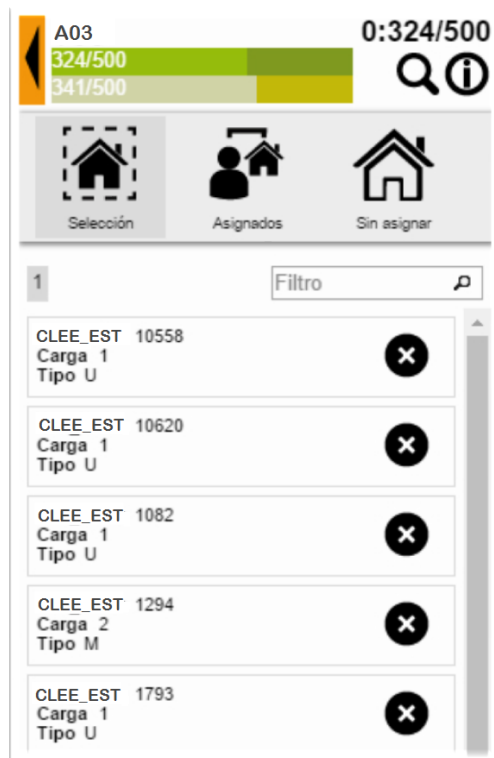 A03 0:324/500
324/500
341/500
Selección Asignados Sin asignar
1 Filtro
CLEE_EST 10558
Carga 1
Tipo U
CLEE_EST 10620
Carga 1
Tipo U
CLEE_EST 1082
Carga 1
Tipo U
CLEE_EST 1294
Carga 2
Tipo M
CLEE_EST 1793
Carga 1
Tipo U